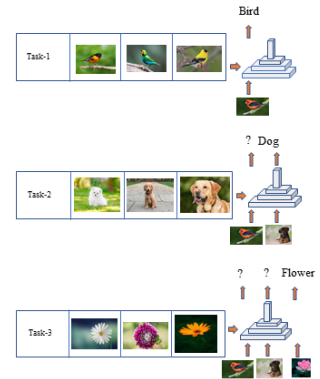 Bird
Task-1
? Dog
Task-2
? ? Flower
Task-3